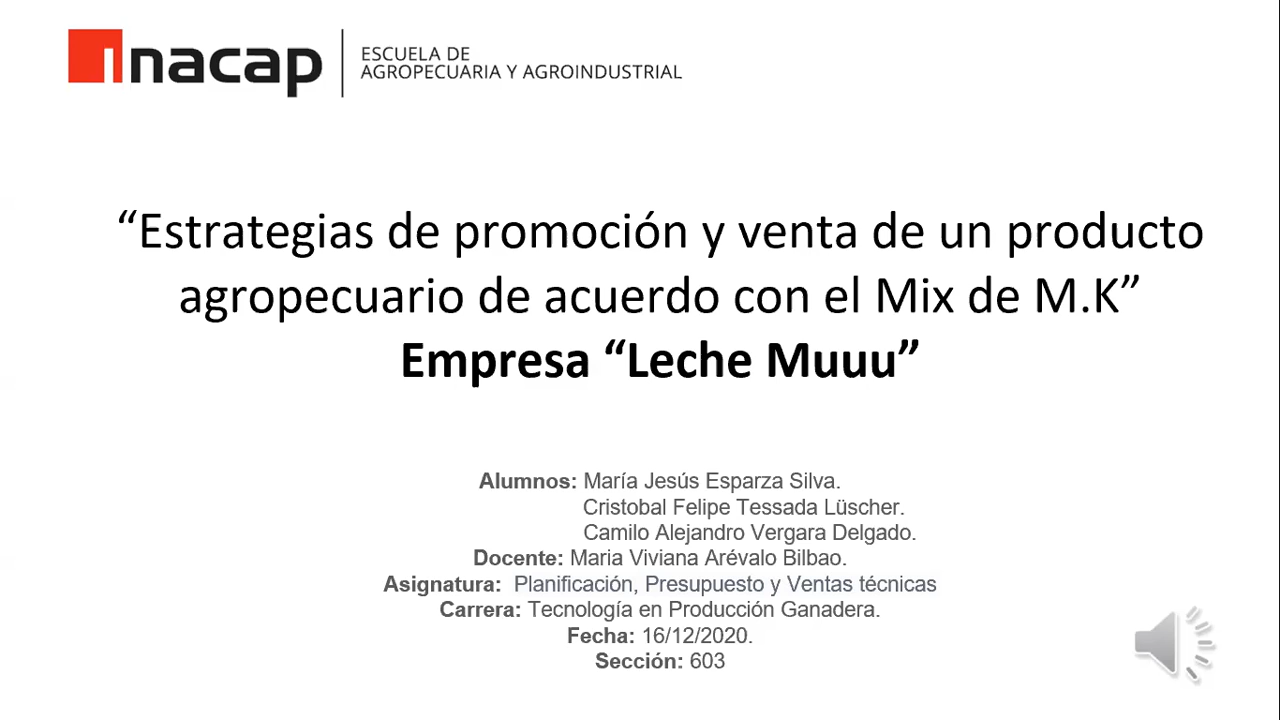 inacap
ESCUELA DE
AGROPECUARIA Y AGROINDUSTRIAL
“Estrategias de promoción y venta de un producto
agropecuario de acuerdo con el Mix de M.K”
Empresa “Leche Muuu”
Alumnos: María Jesús Esparza Silva.
Cristobal Felipe Tessada Lüscher.
Camilo Alejandro Vergara Delgado.
Docente: Maria Viviana Arévalo Bilbao.
Asignatura: Planificación, Presupuesto y Ventas técnicas
Carrera: Tecnología en Producción Ganadera.
Fecha: 16/12/2020.
Sección: 603